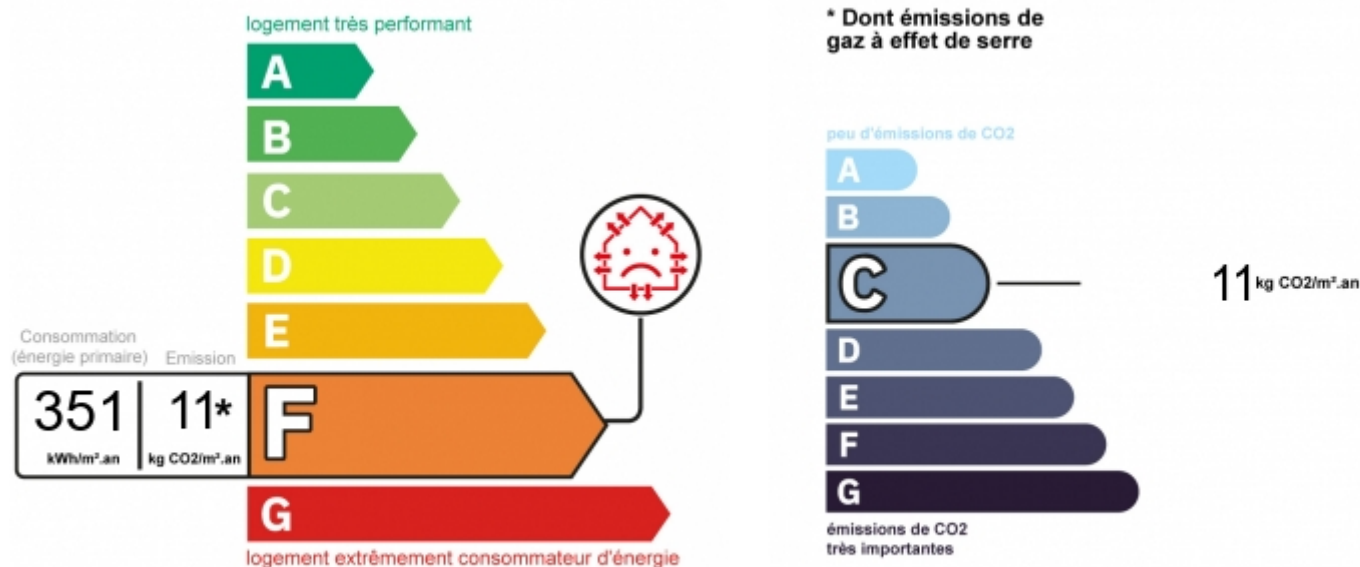 logement très performant
A
B
C
D
E
Consommation
(énergie primaire) Emission
351 11*
kWh/m².an kg CO2/m².an
F
G
logement extrêmement consommateur d'énergie
* Dont émissions de
gaz à effet de serre
peu d'émissions de CO2
A
B
C
11 kg CO2/m².an
D
E
F
G
émissions de CO2
très importantes